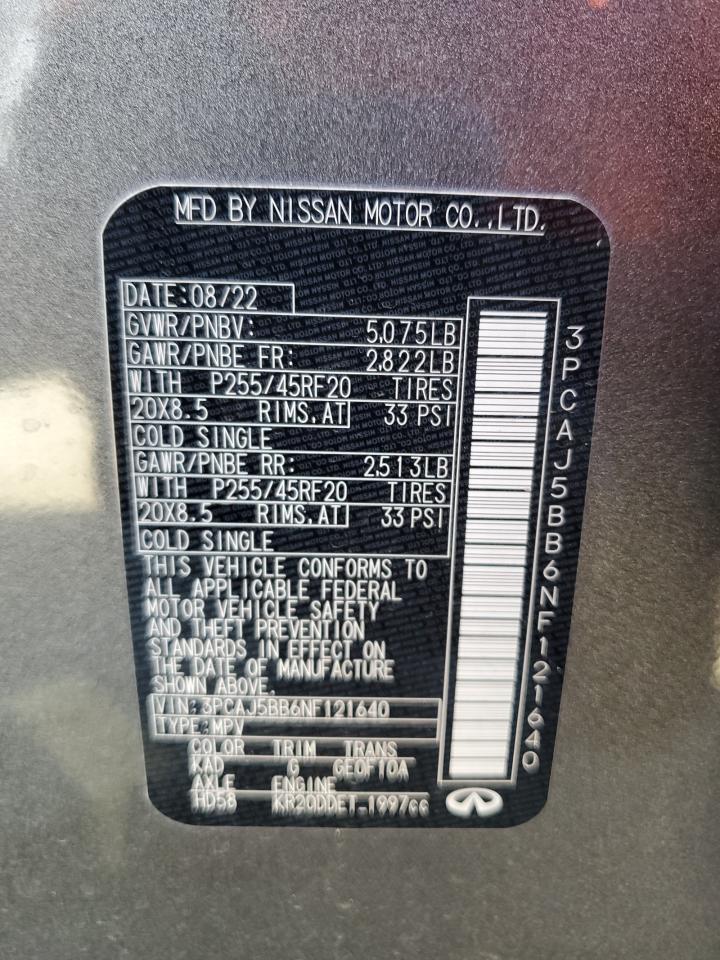 MFD BY NISSAN MOTOR CO.,LTD.
DATE:08/22
GVWR/PNBV: 5,075LB
GAWR/PNBE FR: 2,822LB
WITH P255/45RF20 TIRES
20X8.5 RIMS,AT 33 PSI
COLD SINGLE
GAWR/PNBE RR: 2,513LB
WITH P255/45RF20 TIRES
20X8.5 RIMS,AT 33 PSI
COLD SINGLE
THIS VEHICLE CONFORMS TO
ALL APPLICABLE FEDERAL
MOTOR VEHICLE SAFETY
AND THEFT PREVENTION
STANDARDS IN EFFECT ON
THE DATE OF MANUFACTURE
SHOWN ABOVE.
VIN:3PCAJ5BB6NF121640
TYPE:MPV
COLOR TRIM TRANS
KAD G GE0F10A
AXLE ENGINE
HD58 KR20DDET-1997cc
3PCAJ5BB6NF121640